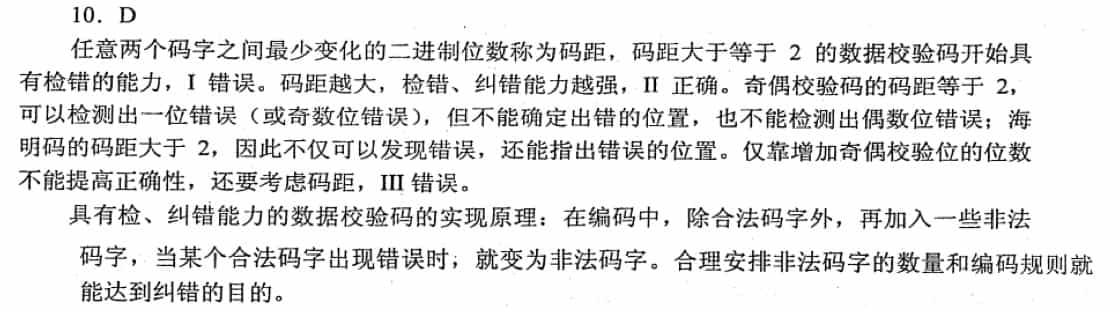 10．D
任意两个码字之间最少变化的二进制位数称为码距，码距大于等于 2 的数据校验码开始具
有检错的能力，I 错误。码距越大，检错、纠错能力越强，II 正确。奇偶校验码的码距等于 2，
可以检测出一位错误（或奇数位错误），但不能确定出错的位置，也不能检测出偶数位错误；海
明码的码距大于 2，因此不仅可以发现错误，还能指出错误的位置。仅靠增加奇偶校验位的位数
不能提高正确性，还要考虑码距，III 错误。
具有检、纠错能力的数据校验码的实现原理：在编码中，除合法码字外，再加入一些非法
码字，当某个合法码字出现错误时，就变为非法码字。合理安排非法码字的数量和编码规则就
能达到纠错的目的。